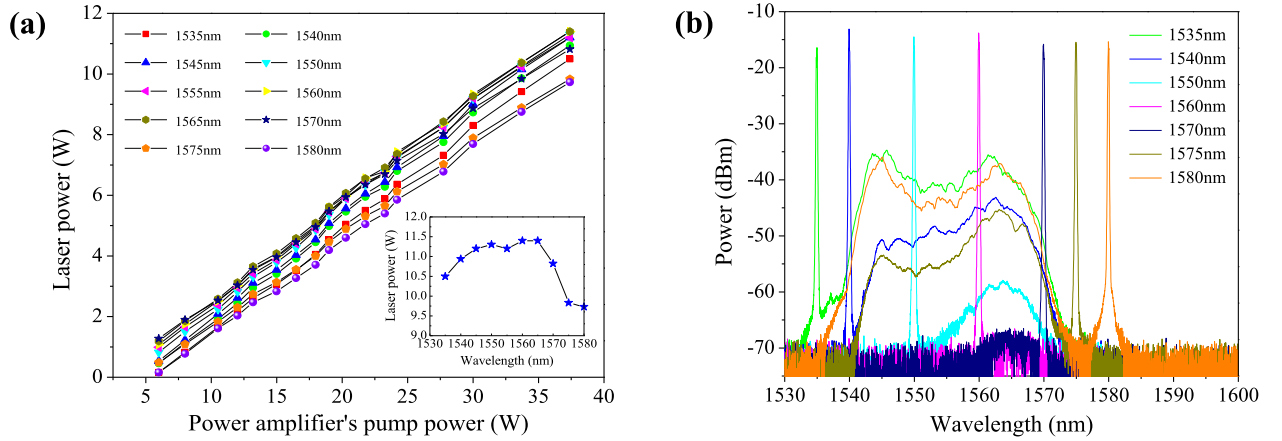 (a)
Laser power (W)
12
10
8
6
4
2
0
1535nm
1540nm
1545nm
1550nm
1555nm
1560nm
1565nm
1570nm
1575nm
1580nm
Laser power (W)
12.0
11.5
11.0
10.5
10.0
9.5
9.0
1530 1540 1550 1560 1570 1580
Wavelength (nm)
5 10 15 20 25 30 35 40
Power amplifier's pump power (W)
(b)
Power (dBm)
-10
-20
-30
-40
-50
-60
-70
1535nm
1540nm
1550nm
1560nm
1570nm
1575nm
1580nm
1530 1540 1550 1560 1570 1580 1590 1600
Wavelength (nm)